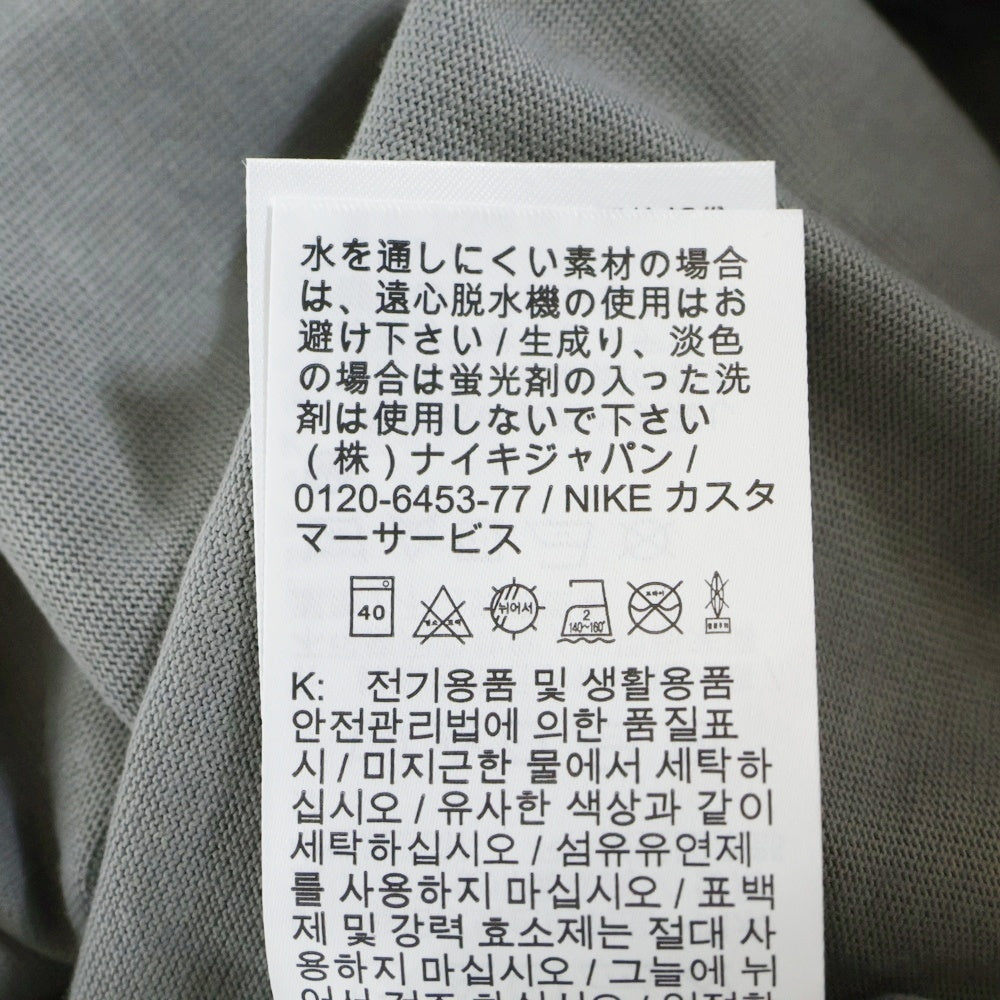 水を通しにくい素材の場合
は、遠心脱水機の使用はお
避け下さい / 生成り、淡色
の場合は蛍光剤の入った洗
剤は使用しないで下さい
( 株 ) ナイキジャパン /
0120-6453-77 / NIKE カスタ
マーサービス
40 뉘어서 2 140~160°
K: 전기용품 및 생활용품
안전관리법에 의한 품질표
시 / 미지근한 물에서 세탁하
십시오 / 유사한 색상과 같이
세탁하십시오 / 섬유유연제
를 사용하지 마십시오 / 표백
제 및 강력 효소제는 절대 사
용하지 마십시오 / 그늘에 뉘